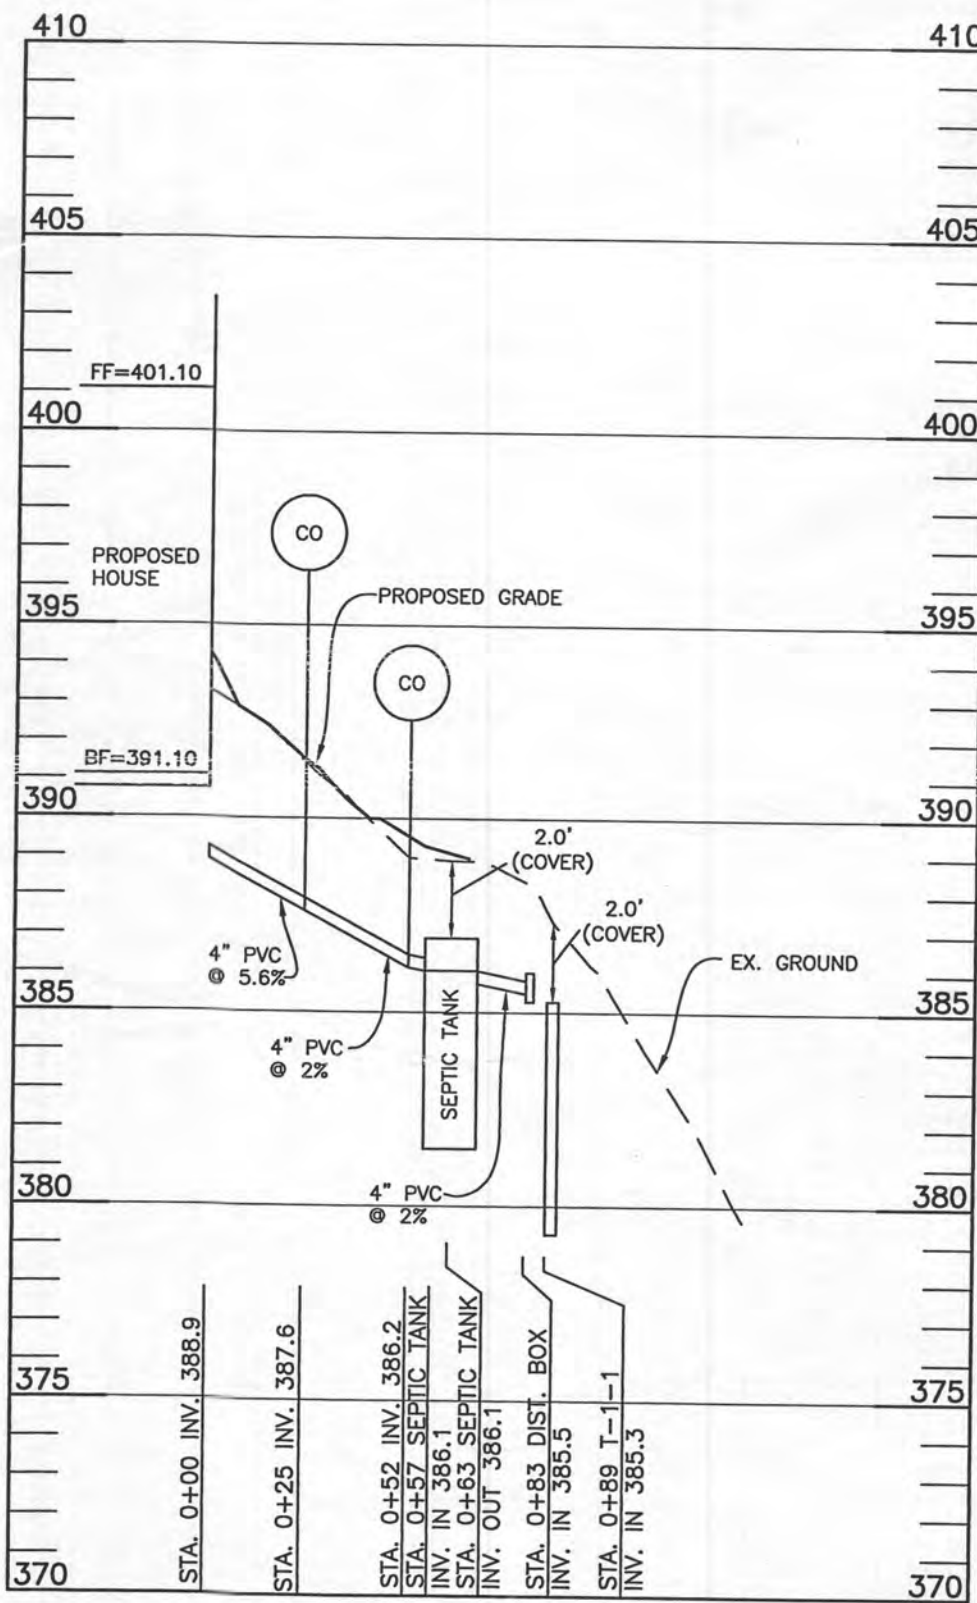 410 410
405 405
FF=401.10
400 400
CO
PROPOSED
HOUSE
PROPOSED GRADE
395 395
CO
BF=391.10
390 390
2.0'
(COVER)
2.0'
(COVER)
4" PVC
@ 5.6%
EX. GROUND
385 385
4" PVC
@ 2%
SEPTIC TANK
4" PVC
@ 2%
380 380
STA. 0+00 INV. 388.9
STA. 0+25 INV. 387.6
STA. 0+52 INV. 386.2
STA. 0+57 SEPTIC TANK
INV. IN 386.1
STA. 0+63 SEPTIC TANK
INV. OUT 386.1
STA. 0+83 DIST. BOX
INV. IN 385.5
STA. 0+89 T-1-1
INV. IN 385.3
375 375
370 370